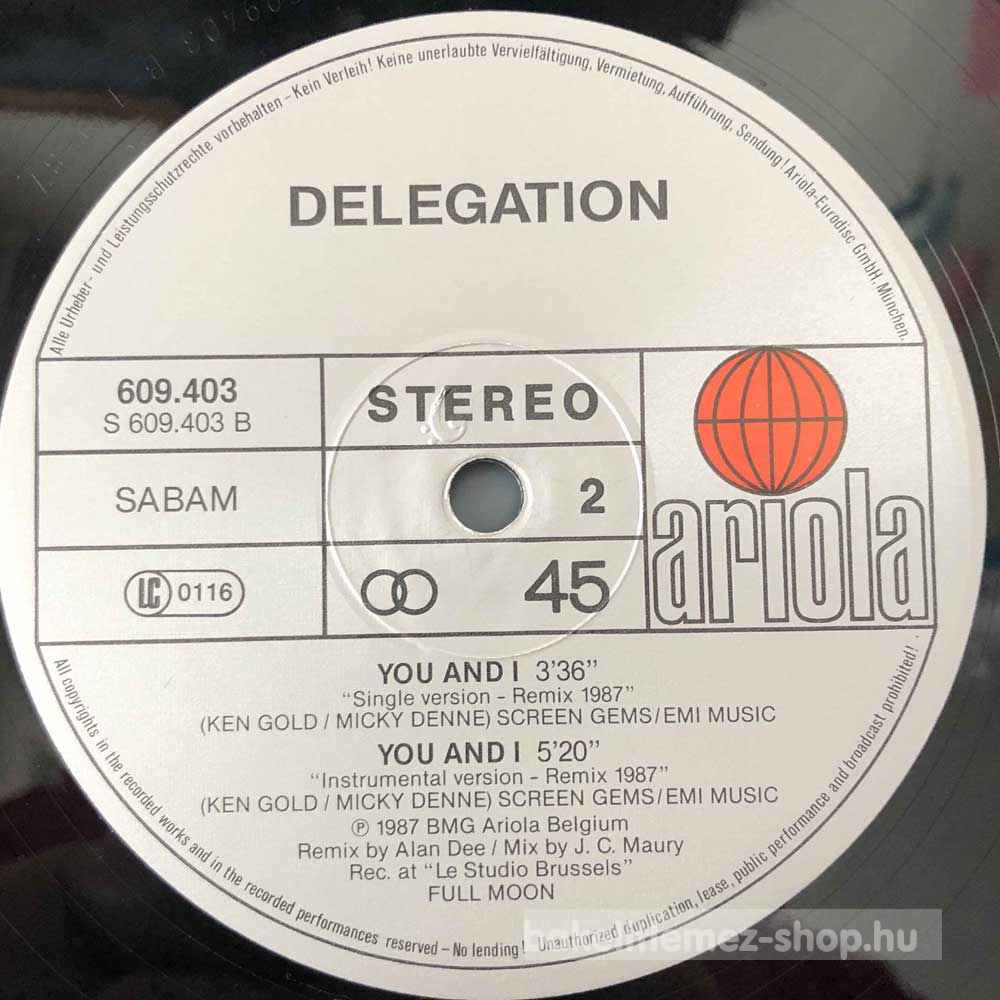 Alle Urheber- und Leistungsschutzrechte vorbehalten – Kein Verleih! Keine unerlaubte Vervielfältigung, Vermietung, Aufführung, Sendung! Ariola-Eurodisc GmbH. München.
DELEGATION
609.403
S 609.403 B
STEREO
SABAM
2
LC 0116
45
ariola
YOU AND I 3'36"
"Single version - Remix 1987"
(KEN GOLD / MICKY DENNE) SCREEN GEMS/EMI MUSIC
YOU AND I 5'20"
"Instrumental version - Remix 1987"
(KEN GOLD / MICKY DENNE) SCREEN GEMS/EMI MUSIC
℗ 1987 BMG Ariola Belgium
Remix by Alan Dee / Mix by J. C. Maury
Rec. at "Le Studio Brussels"
FULL MOON
All copyrights in the recorded works and in the recorded performances reserved – No lending! Unauthorized duplication, lease, public performance and broadcast prohibited!
bakelitlemez-shop.hu